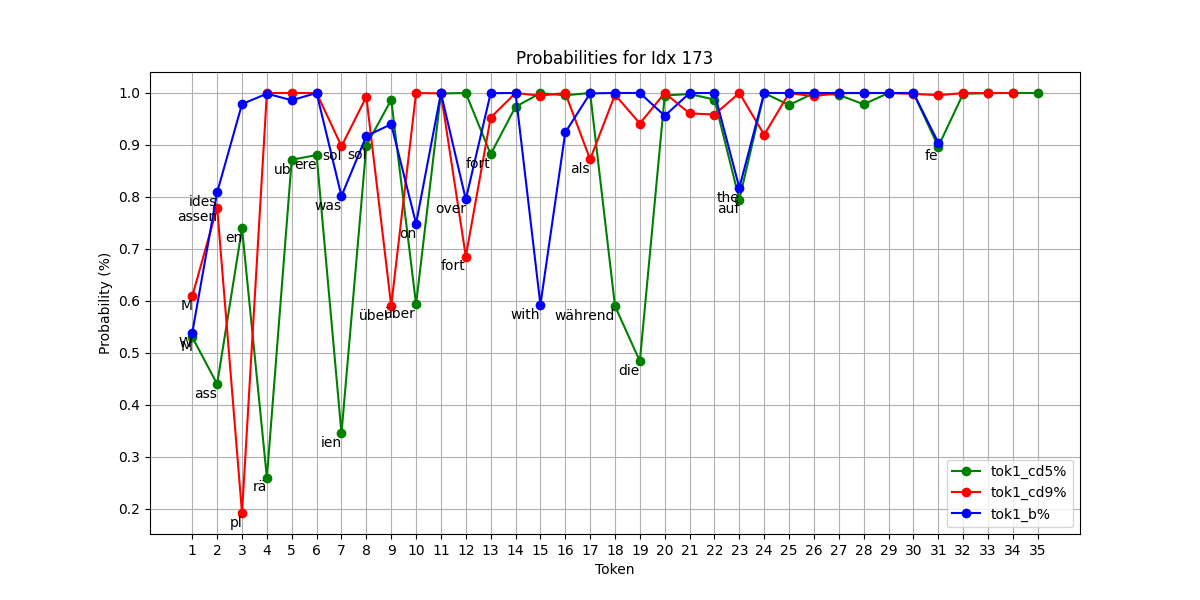 Probabilities for Idx 173
Probability (%)
1.0
0.9
0.8
0.7
0.6
0.5
0.4
0.3
0.2
M
W
M
ides
assen
ass
en
pl
rä
ub
ere
sol
was
ien
sol
über
über
on
over
fort
fort
with
als
während
die
the
auf
fe
tok1_cd5%
tok1_cd9%
tok1_b%
1 2 3 4 5 6 7 8 9 10 11 12 13 14 15 16 17 18 19 20 21 22 23 24 25 26 27 28 29 30 31 32 33 34 35
Token